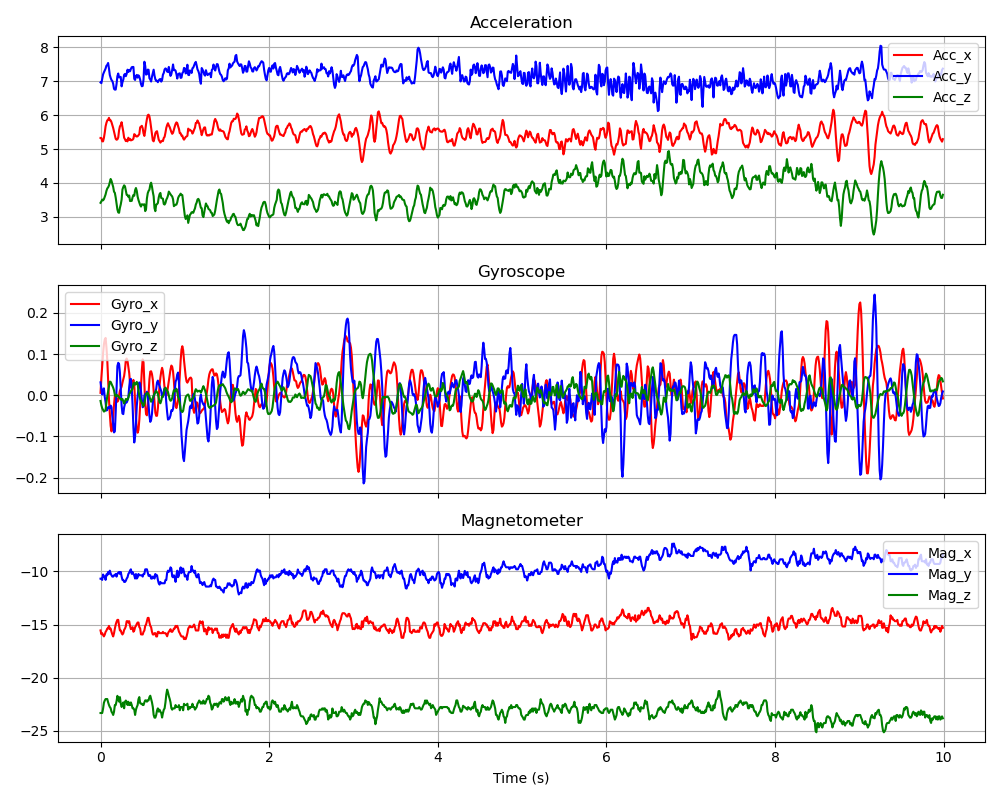 Acceleration
8
7
6
5
4
3
Acc_x
Acc_y
Acc_z
Gyroscope
0.2
0.1
0.0
−0.1
−0.2
Gyro_x
Gyro_y
Gyro_z
Magnetometer
−10
−15
−20
−25
Mag_x
Mag_y
Mag_z
0 2 4 6 8 10
Time (s)